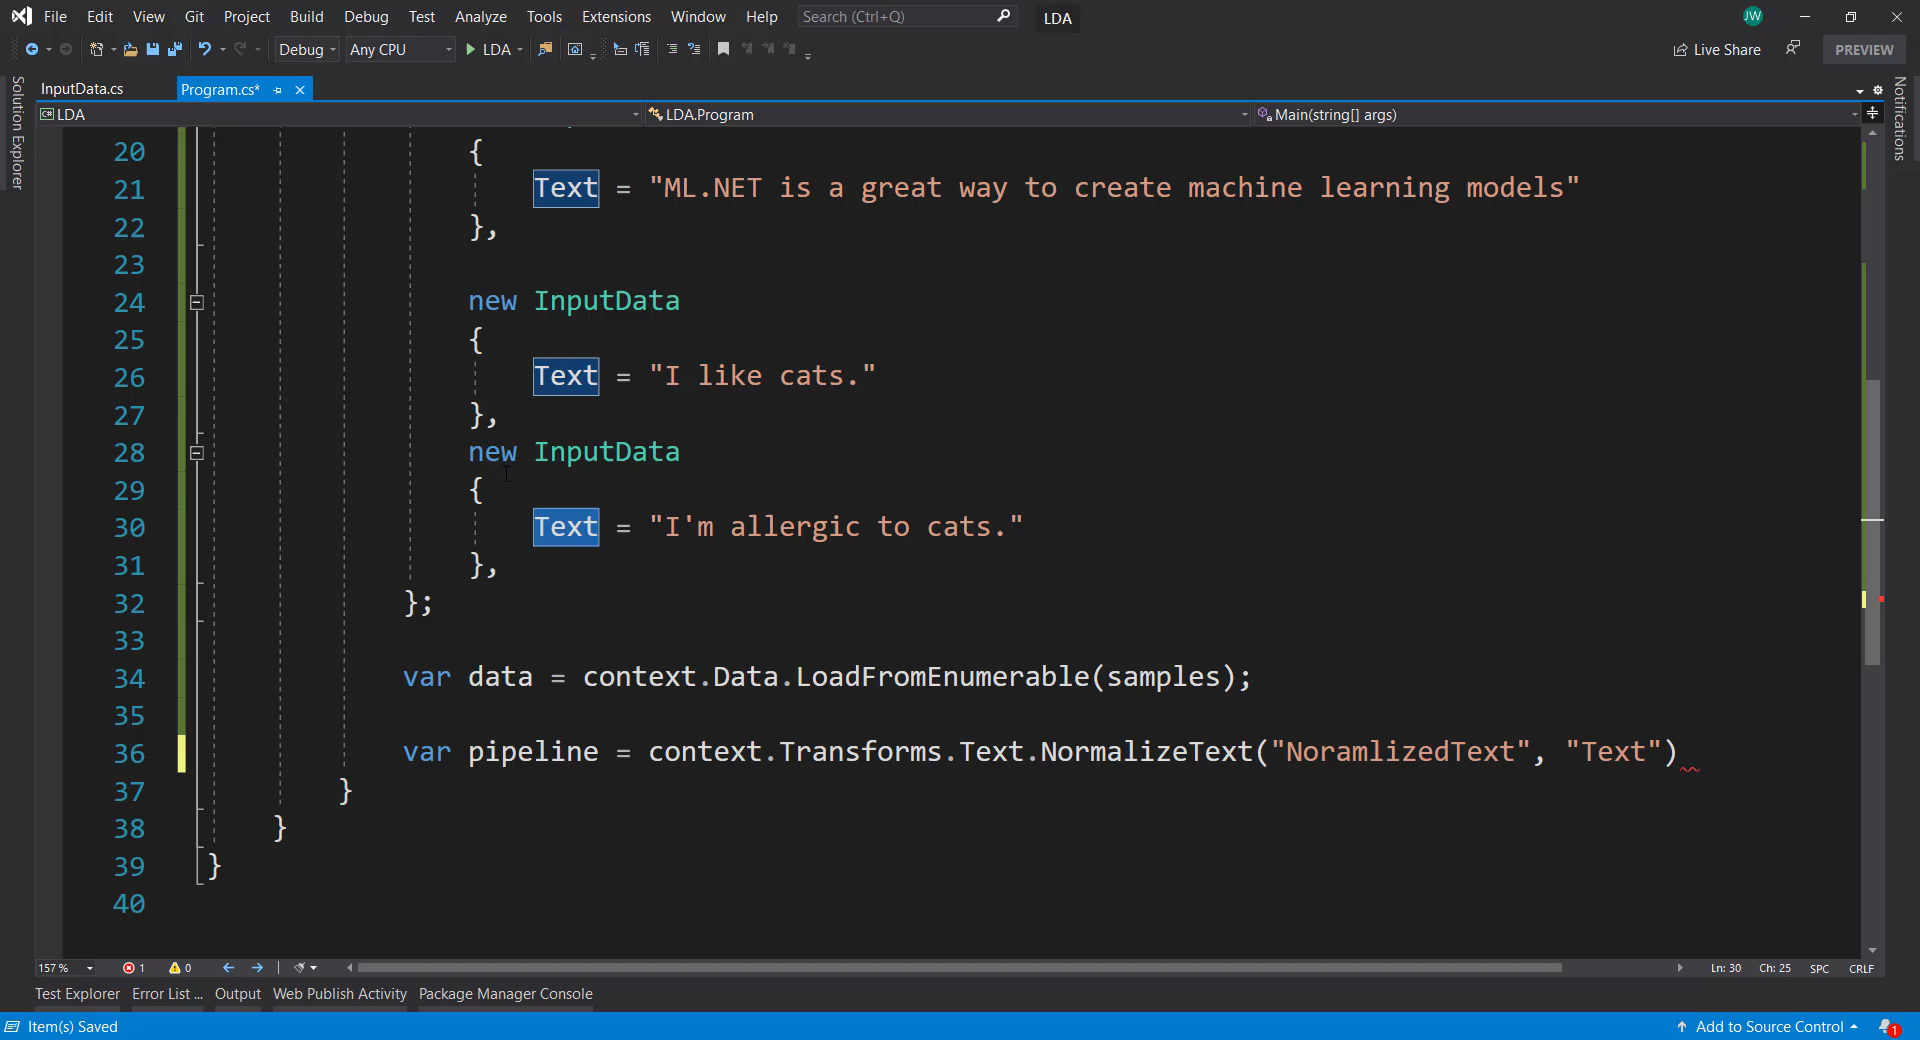 File Edit View Git Project Build Debug Test Analyze Tools Extensions Window Help Search (Ctrl+Q) LDA JW
Debug Any CPU LDA Live Share PREVIEW
Solution Explorer
Notifications
InputData.cs Program.cs*
LDA LDA.Program Main(string[] args)
20 {
21 Text = "ML.NET is a great way to create machine learning models"
22 },
23
24 new InputData
25 {
26 Text = "I like cats."
27 },
28 new InputData
29 {
30 Text = "I'm allergic to cats."
31 },
32 };
33
34 var data = context.Data.LoadFromEnumerable(samples);
35
36 var pipeline = context.Transforms.Text.NormalizeText("NoramlizedText", "Text")
37 }
38 }
39 }
40
157 % 1 0 Ln: 30 Ch: 25 SPC CRLF
Test Explorer Error List ... Output Web Publish Activity Package Manager Console
Item(s) Saved Add to Source Control 1